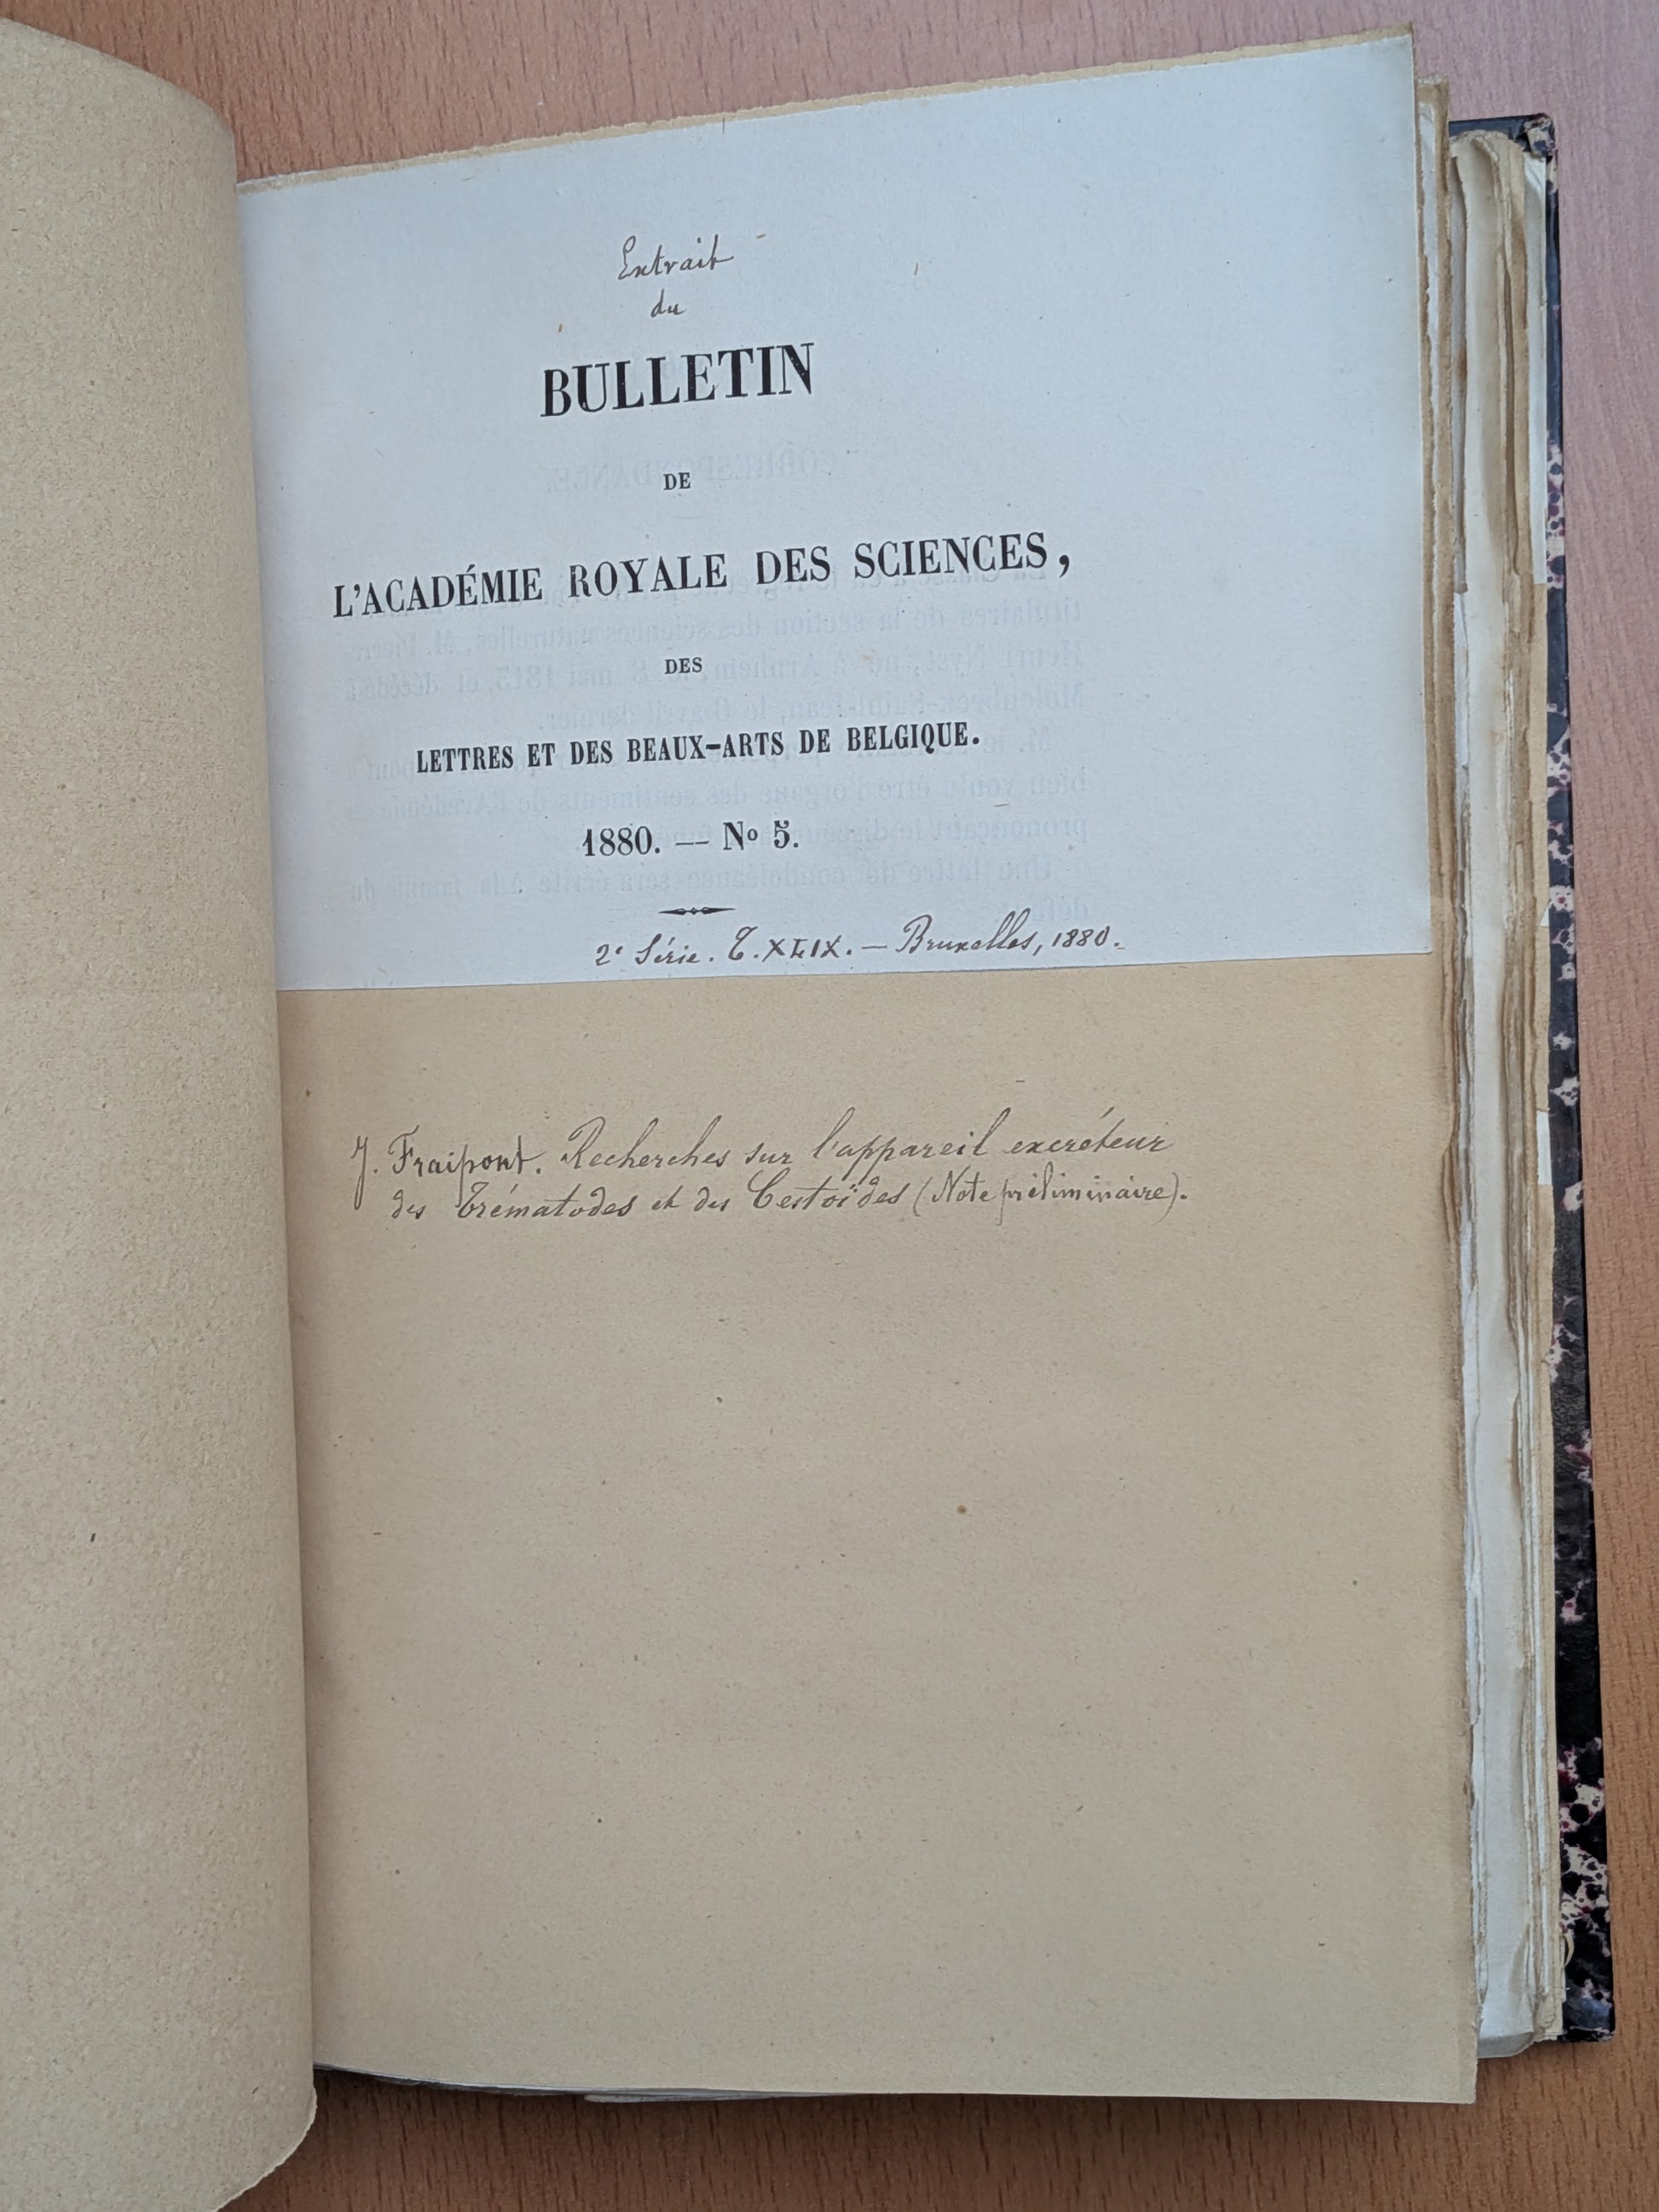 Extrait
du
BULLETIN
DE
L'ACADÉMIE ROYALE DES SCIENCES,
DES
LETTRES ET DES BEAUX-ARTS DE BELGIQUE.
1880. — No 5.
2e Série. T. XLIX. — Bruxelles, 1880.
J. Fraipont. Recherches sur l'appareil excréteur
des Trématodes et des Cestoïdes (Note préliminaire).